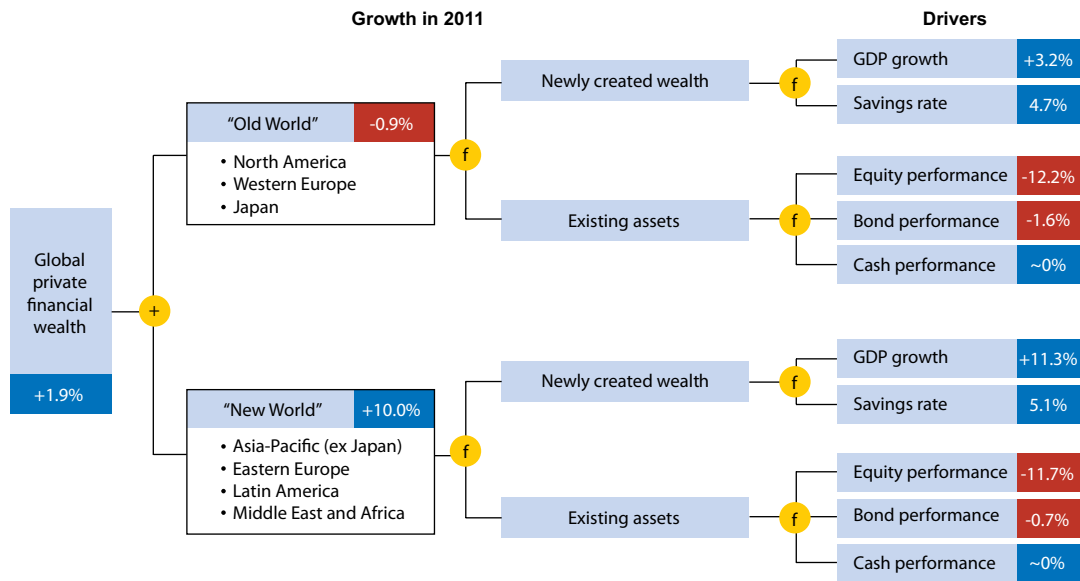 Growth in 2011
Drivers
Global
private
financial
wealth
+1.9%
+
"Old World"
-0.9%
• North America
• Western Europe
• Japan
f
Newly created wealth
f
GDP growth
+3.2%
Savings rate
4.7%
Existing assets
f
Equity performance
-12.2%
Bond performance
-1.6%
Cash performance
~0%
"New World"
+10.0%
• Asia-Pacific (ex Japan)
• Eastern Europe
• Latin America
• Middle East and Africa
f
Newly created wealth
f
GDP growth
+11.3%
Savings rate
5.1%
Existing assets
f
Equity performance
-11.7%
Bond performance
-0.7%
Cash performance
~0%